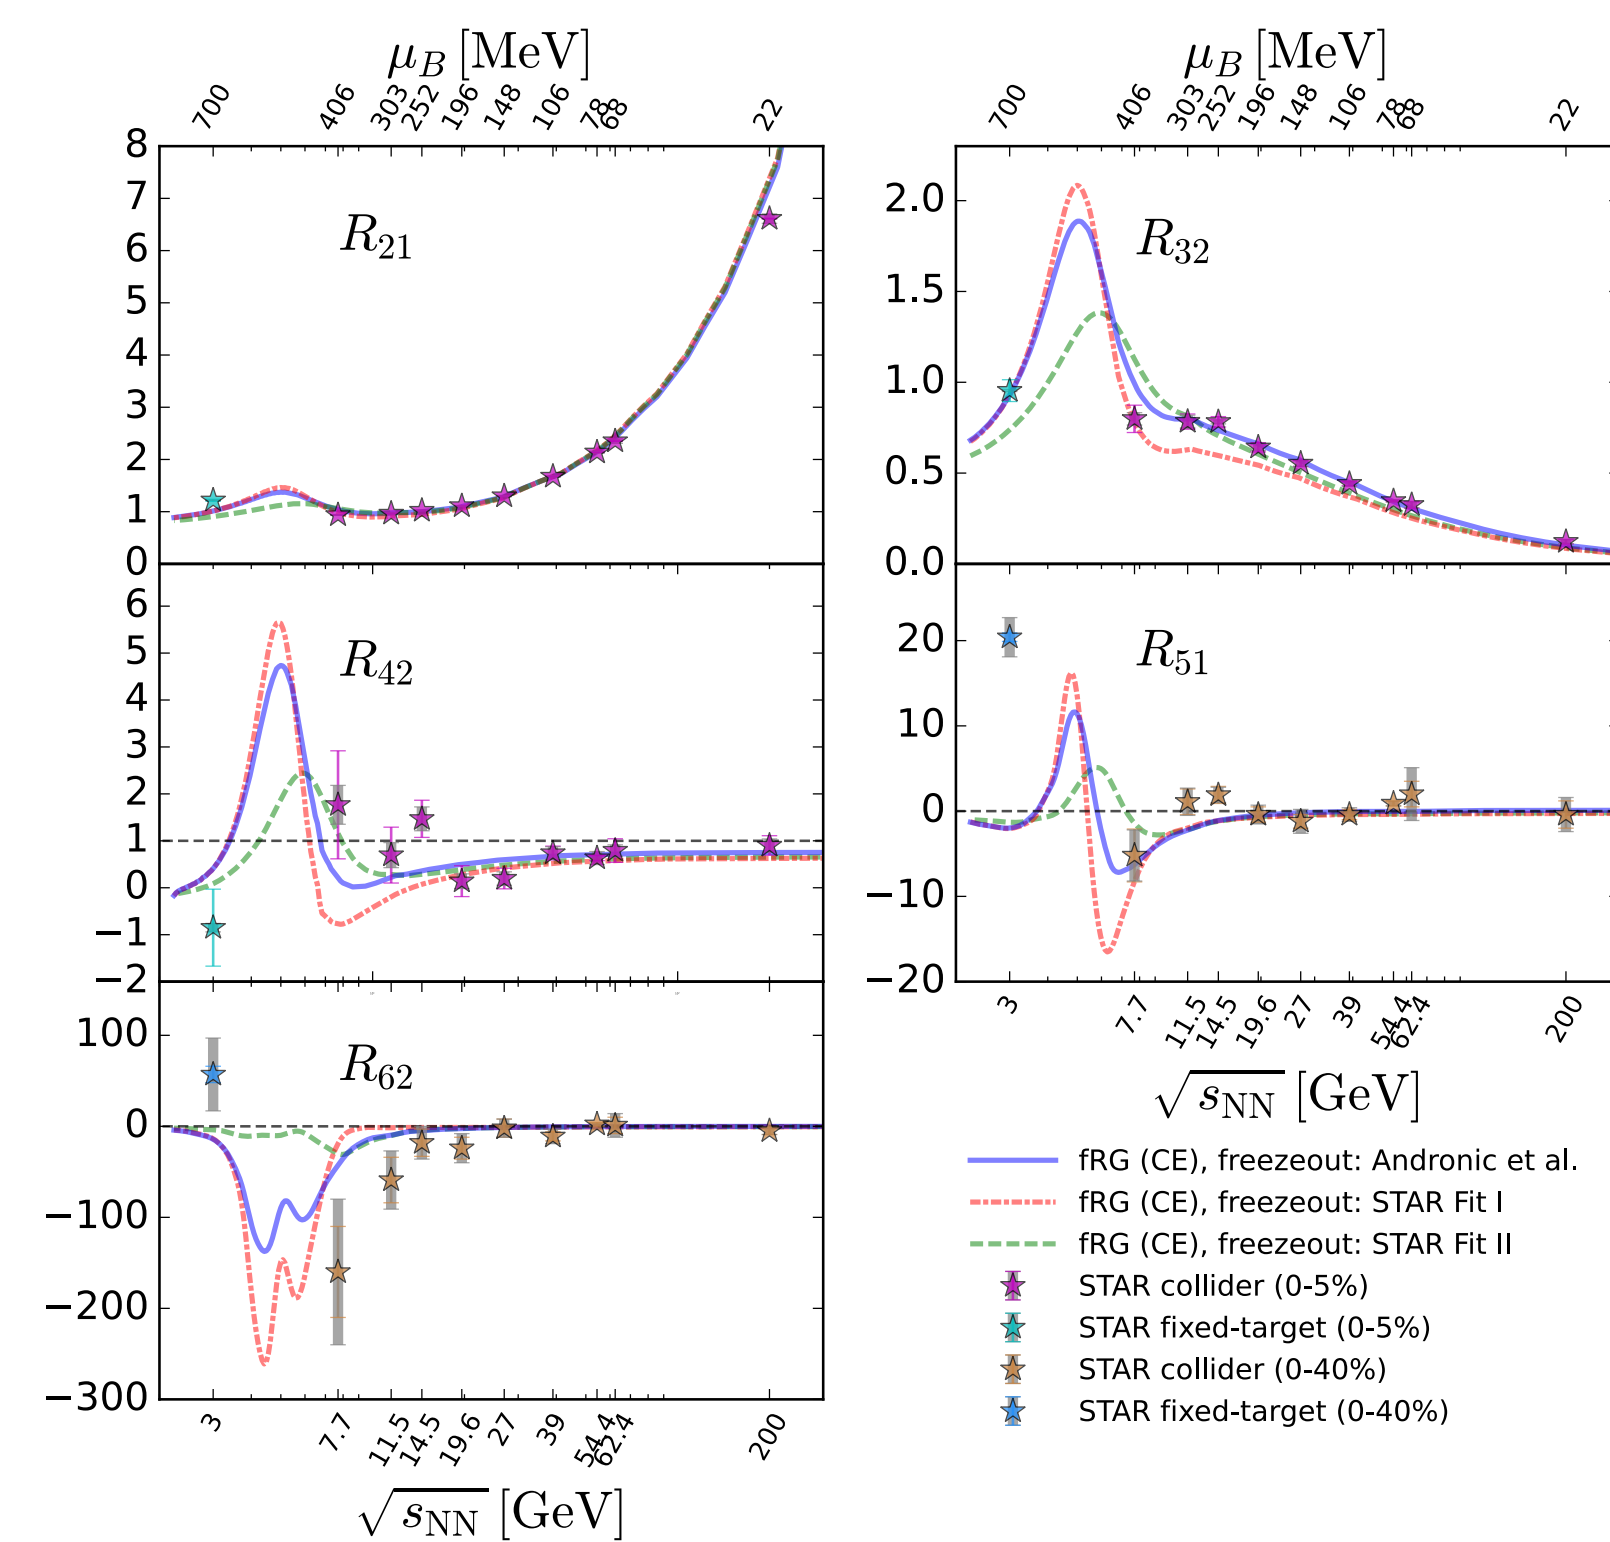 μB [MeV]
700 406 303 252 196 148 106 78 68 22
8
7
6
5
4
3
2
1
0
R21
μB [MeV]
700 406 303 252 196 148 106 78 68 22
2.0
1.5
1.0
0.5
0.0
R32
6
5
4
3
2
1
0
−1
−2
R42
20
10
0
−10
−20
R51
3 7.7 11.5 14.5 19.6 27 39 54.4 62.4 200
√sNN [GeV]
100
0
−100
−200
−300
R62
3 7.7 11.5 14.5 19.6 27 39 54.4 62.4 200
√sNN [GeV]
fRG (CE), freezeout: Andronic et al.
fRG (CE), freezeout: STAR Fit I
fRG (CE), freezeout: STAR Fit II
STAR collider (0-5%)
STAR fixed-target (0-5%)
STAR collider (0-40%)
STAR fixed-target (0-40%)